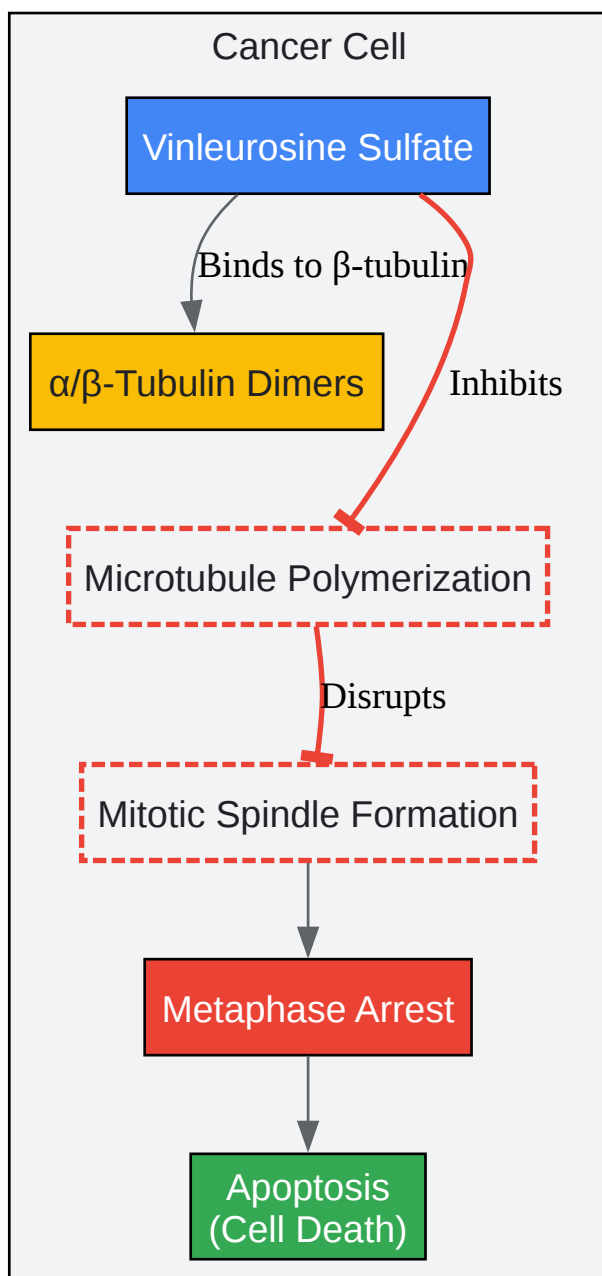 Cancer Cell
Vinleurosine Sulfate
Binds to β-tubulin
α/β-Tubulin Dimers
Inhibits
Microtubule Polymerization
Disrupts
Mitotic Spindle Formation
Metaphase Arrest
Apoptosis
(Cell Death)